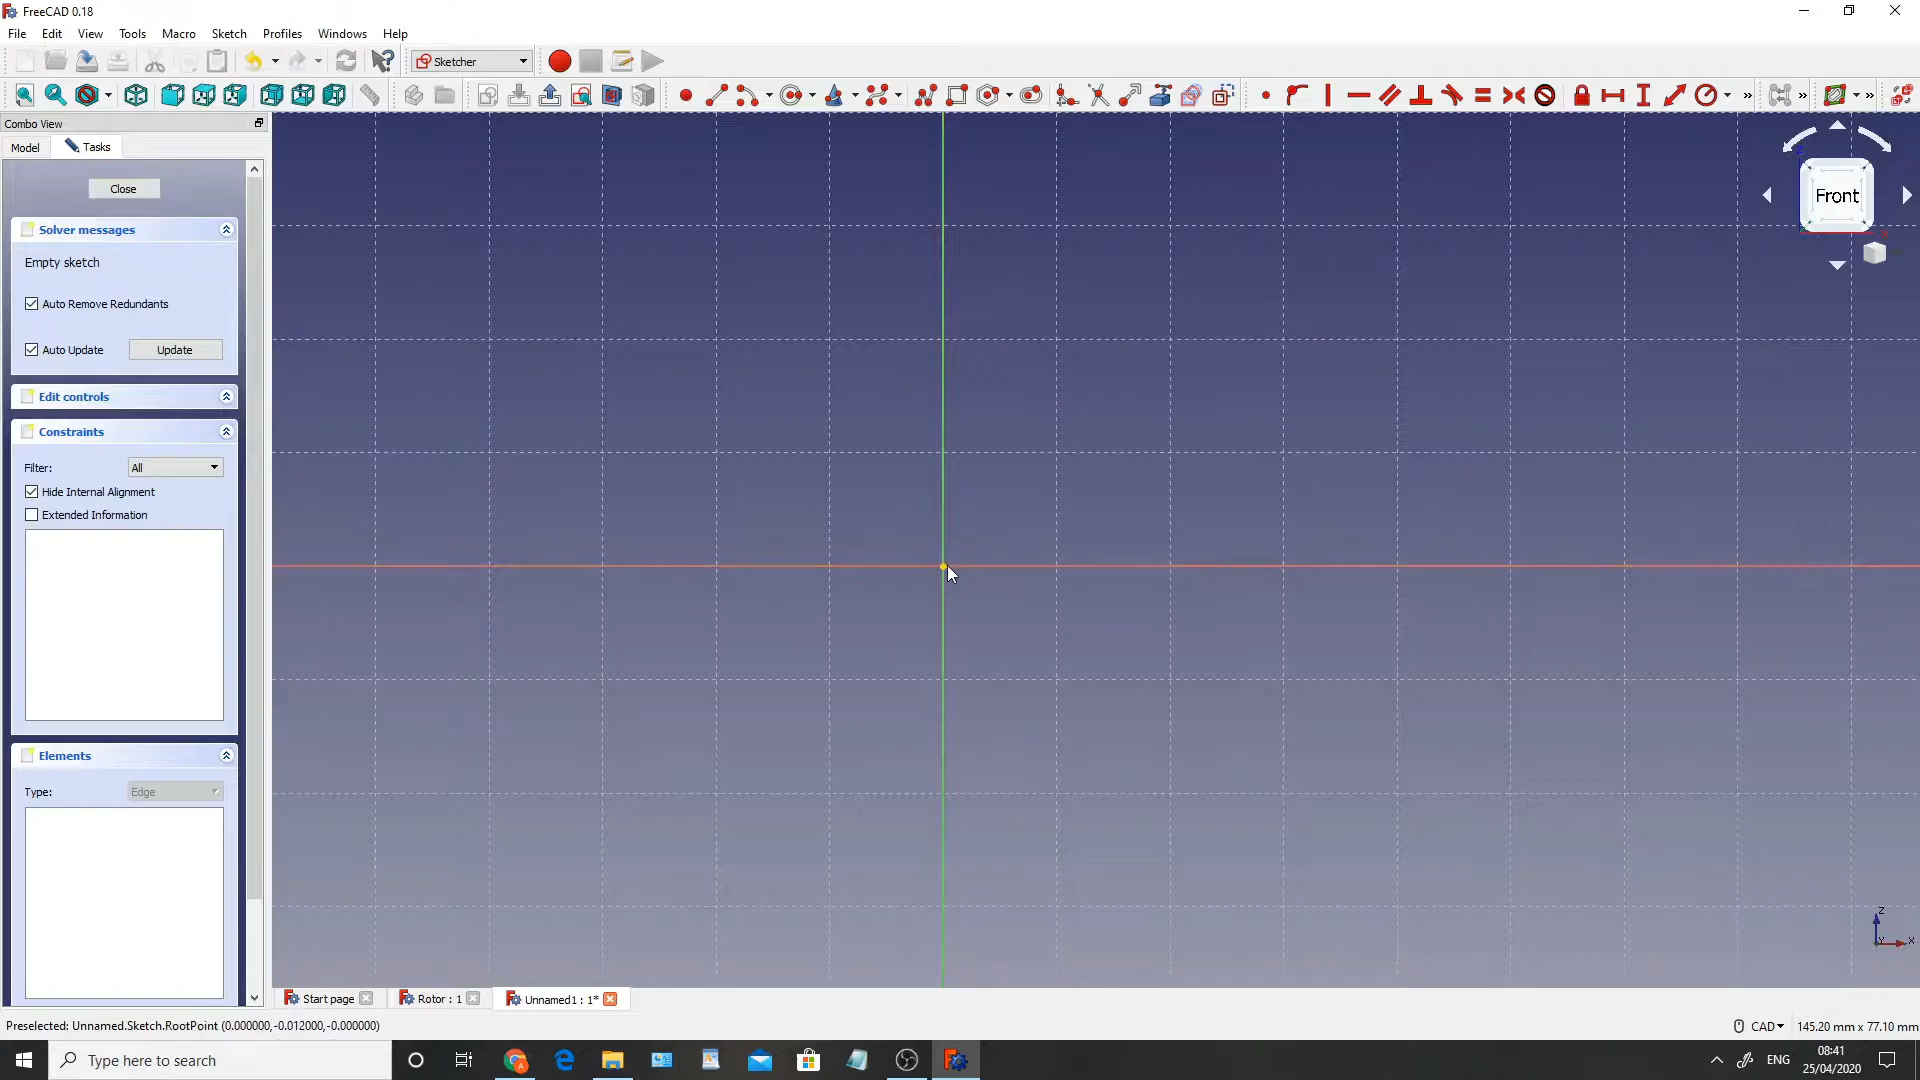 FreeCAD 0.18
File Edit View Tools Macro Sketch Profiles Windows Help
Sketcher
Combo View
Model Tasks
Close
Solver messages
Empty sketch
Auto Remove Redundants
Auto Update Update
Edit controls
Constraints
Filter: All
Hide Internal Alignment
Extended Information
Elements
Type: Edge
Front
Z
X
Z
Y X
Start page Rotor : 1 Unnamed1 : 1*
Preselected: Unnamed.Sketch.RootPoint (0.000000,-0.012000,-0.000000)
CAD 145.20 mm x 77.10 mm
Type here to search
ENG
08:41
25/04/2020